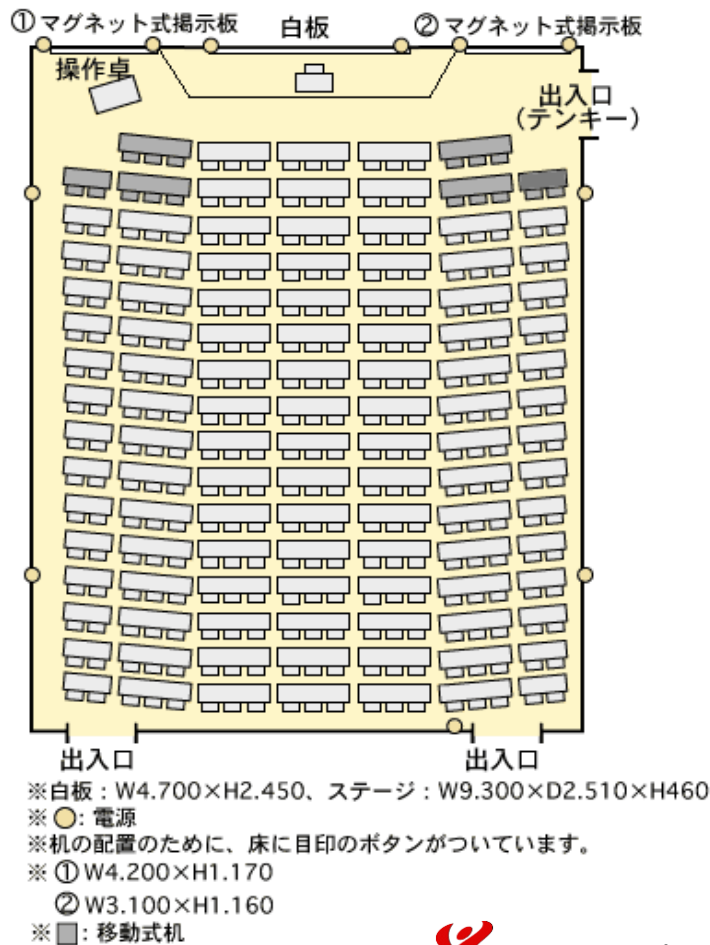 ①マグネット式掲示板 白板 ②マグネット式掲示板
操作卓
出入口
(テンキー)
出入口 出入口
※白板：W4.700×H2.450、ステージ：W9.300×D2.510×H460
※○：電源
※机の配置のために、床に目印のボタンがついています。
※①W4.200×H1.170
②W3.100×H1.160
※■：移動式机